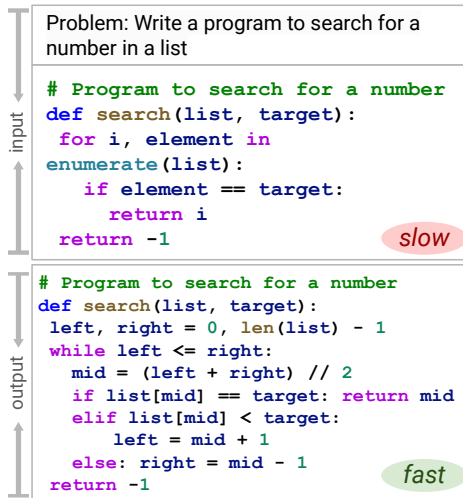 Problem: Write a program to search for a
number in a list
input
# Program to search for a number
def search(list, target):
 for i, element in
enumerate(list):
   if element == target:
     return i
 return -1
slow
output
# Program to search for a number
def search(list, target):
 left, right = 0, len(list) - 1
 while left <= right:
   mid = (left + right) // 2
   if list[mid] == target: return mid
   elif list[mid] < target:
       left = mid + 1
   else: right = mid - 1
 return -1
fast